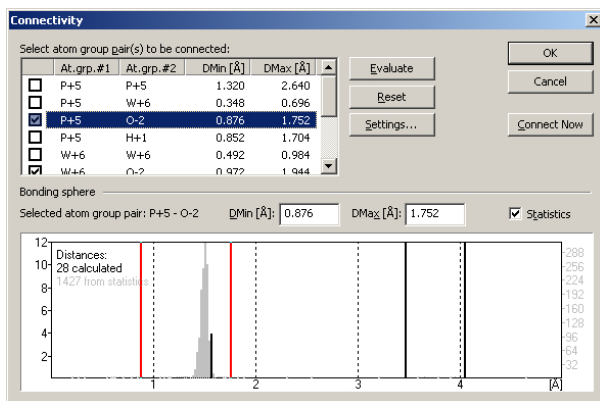 Connectivity
Select atom group pair(s) to be connected:
At.grp.#1 At.grp.#2 DMin [Å] DMax [Å]
P+5 P+5 1.320 2.640
P+5 W+6 0.348 0.696
P+5 O-2 0.876 1.752
P+5 H+1 0.852 1.704
W+6 W+6 0.492 0.984
W+6 O-2 0.972 1.944
Evaluate
Reset
Settings...
OK
Cancel
Connect Now
Bonding sphere
Selected atom group pair: P+5 - O-2 DMin [Å]: 0.876 DMax [Å]: 1.752 Statistics
Distances:
28 calculated
1427 from statistics
12
10
8
6
4
2
288
256
224
192
160
128
96
64
32
1 2 3 4 [Å]